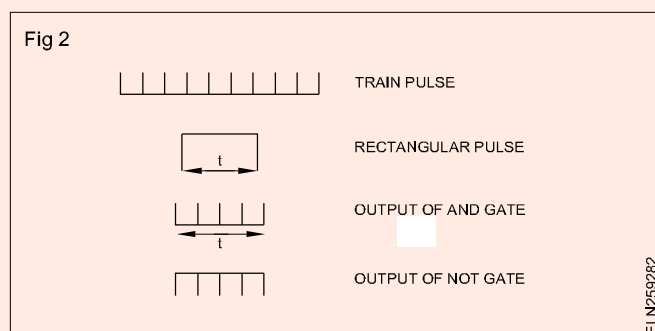 Fig 2
TRAIN PULSE
RECTANGULAR PULSE
t
OUTPUT OF AND GATE
t
OUTPUT OF NOT GATE
ELN259282